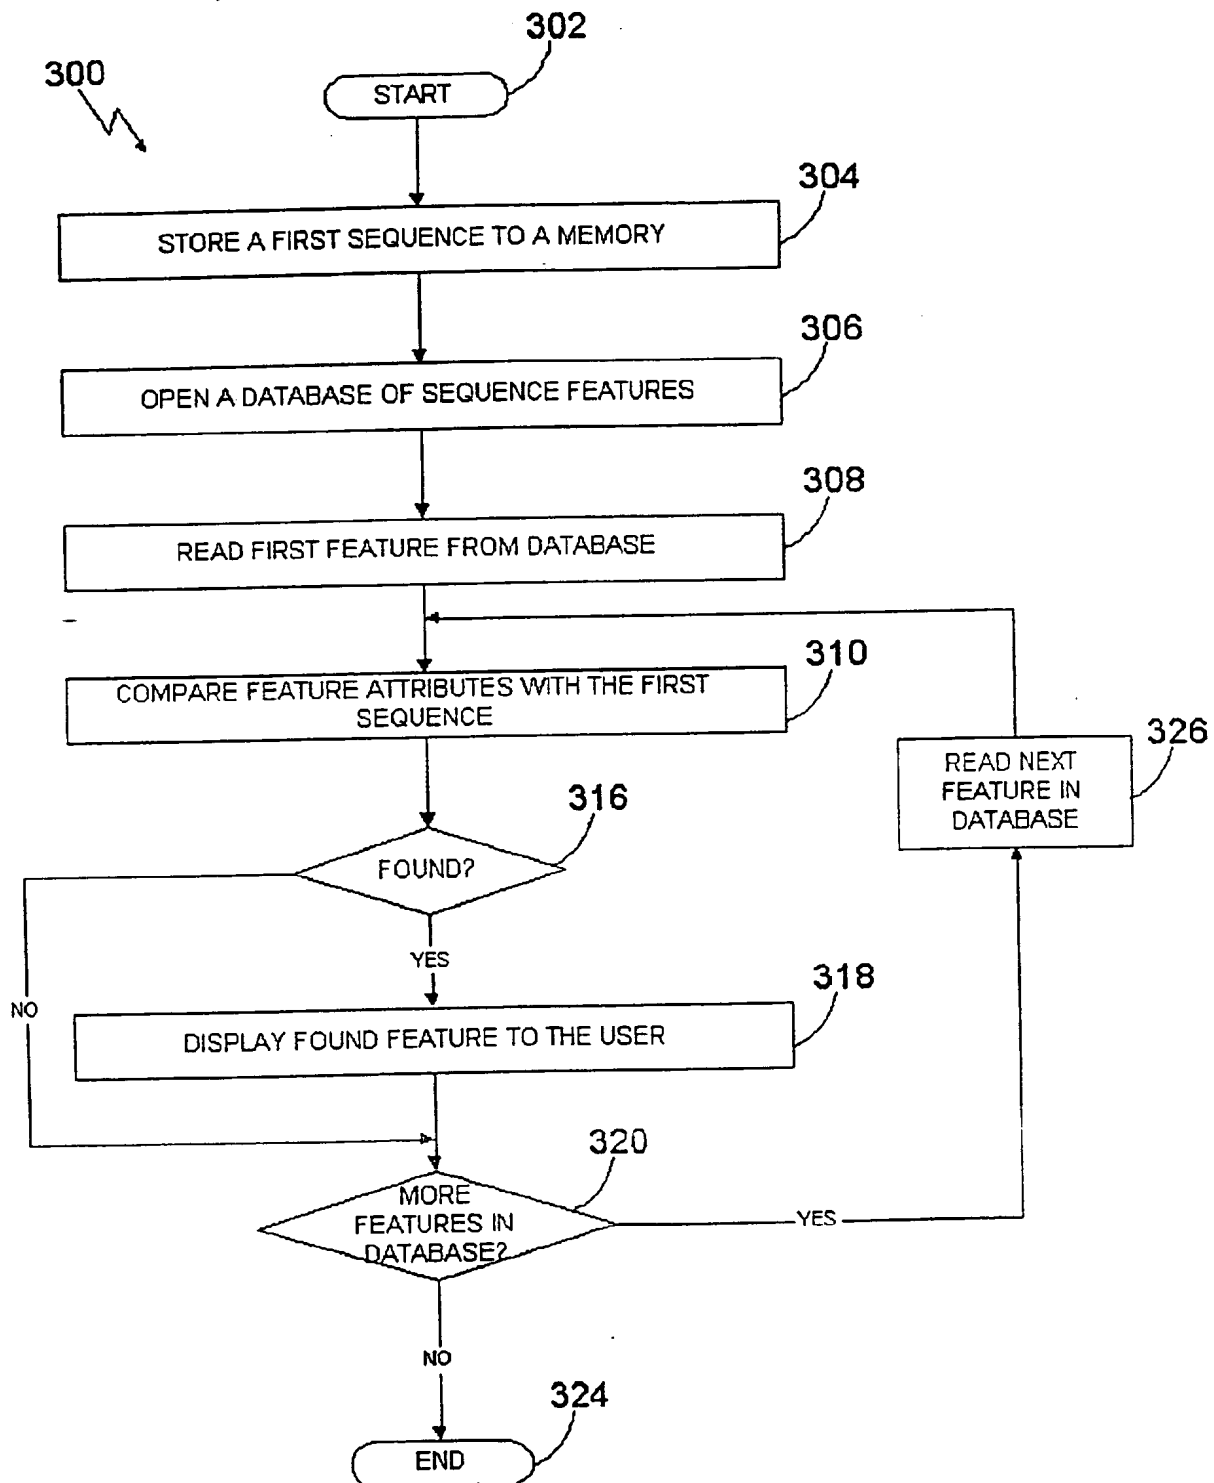 302
300
START
304
STORE A FIRST SEQUENCE TO A MEMORY
306
OPEN A DATABASE OF SEQUENCE FEATURES
308
READ FIRST FEATURE FROM DATABASE
310
COMPARE FEATURE ATTRIBUTES WITH THE FIRST
SEQUENCE
326
READ NEXT
FEATURE IN
DATABASE
316
FOUND?
YES
NO
318
DISPLAY FOUND FEATURE TO THE USER
320
MORE
FEATURES IN
DATABASE?
YES
NO
324
END